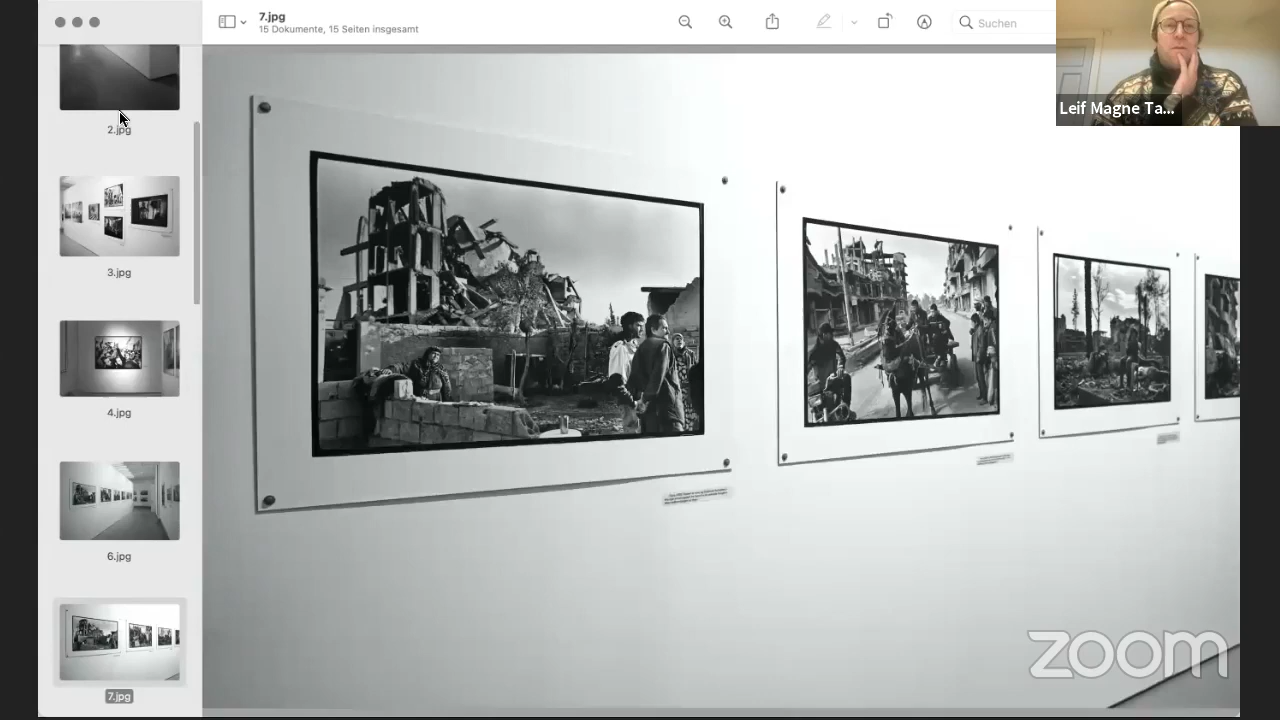 7.jpg
15 Dokumente, 15 Seiten insgesamt
Suchen
Leif Magne Ta...
2.jpg
3.jpg
4.jpg
6.jpg
7.jpg
zoom